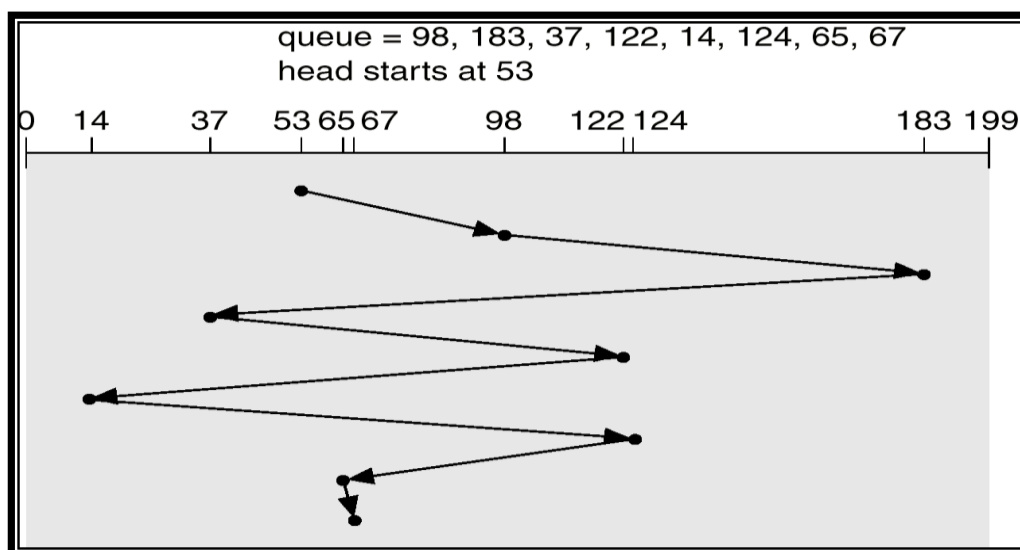 queue = 98, 183, 37, 122, 14, 124, 65, 67
head starts at 53
0 14 37 53 65 67 98 122 124 183 199